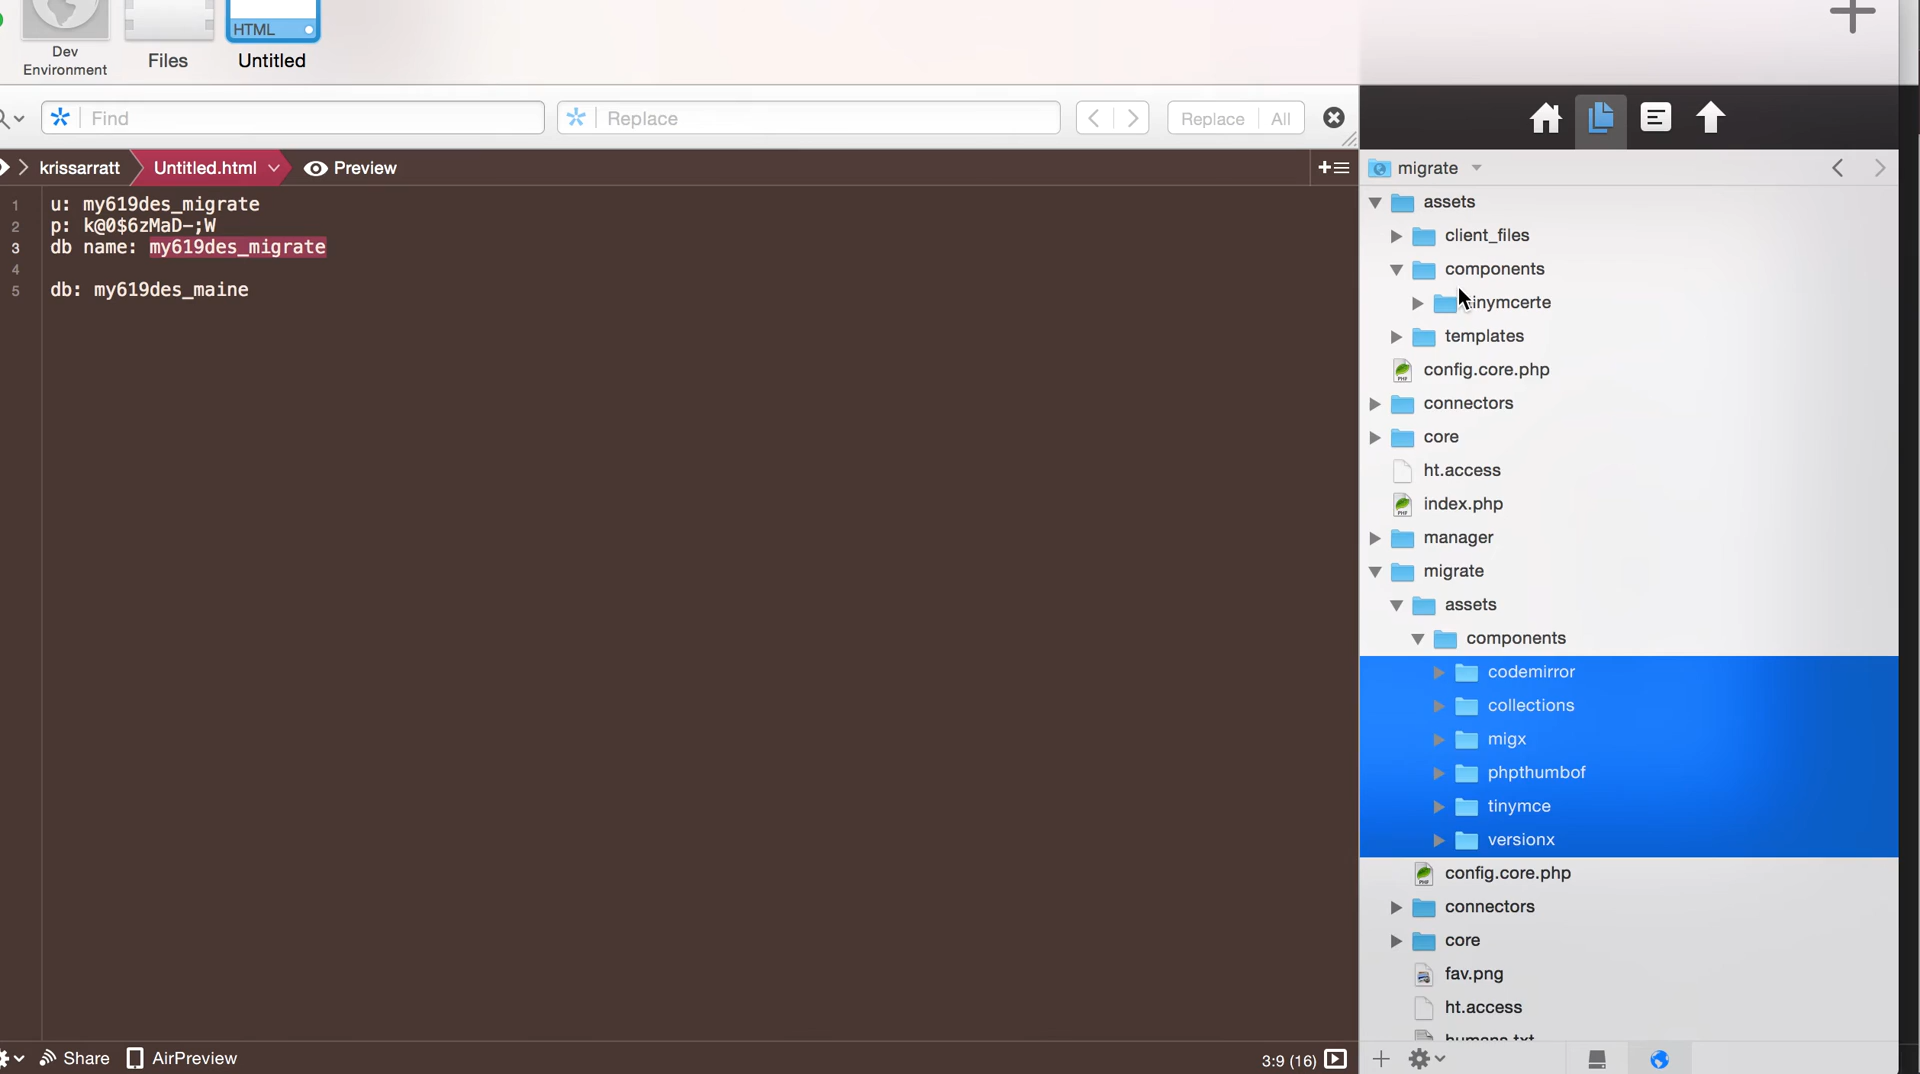 HTML
Dev
Environment
Files
Untitled
Find
Replace
Replace
All
krissarratt
Untitled.html
Preview
migrate
1 u: my619des_migrate
2 p: k@0$6zMaD-;W
3 db name: my619des_migrate
4
5 db: my619des_maine
assets
client_files
components
inymcerte
templates
config.core.php
connectors
core
ht.access
index.php
manager
migrate
assets
components
codemirror
collections
migx
phpthumbof
tinymce
versionx
config.core.php
connectors
core
fav.png
ht.access
humans.txt
Share
AirPreview
3:9 (16)